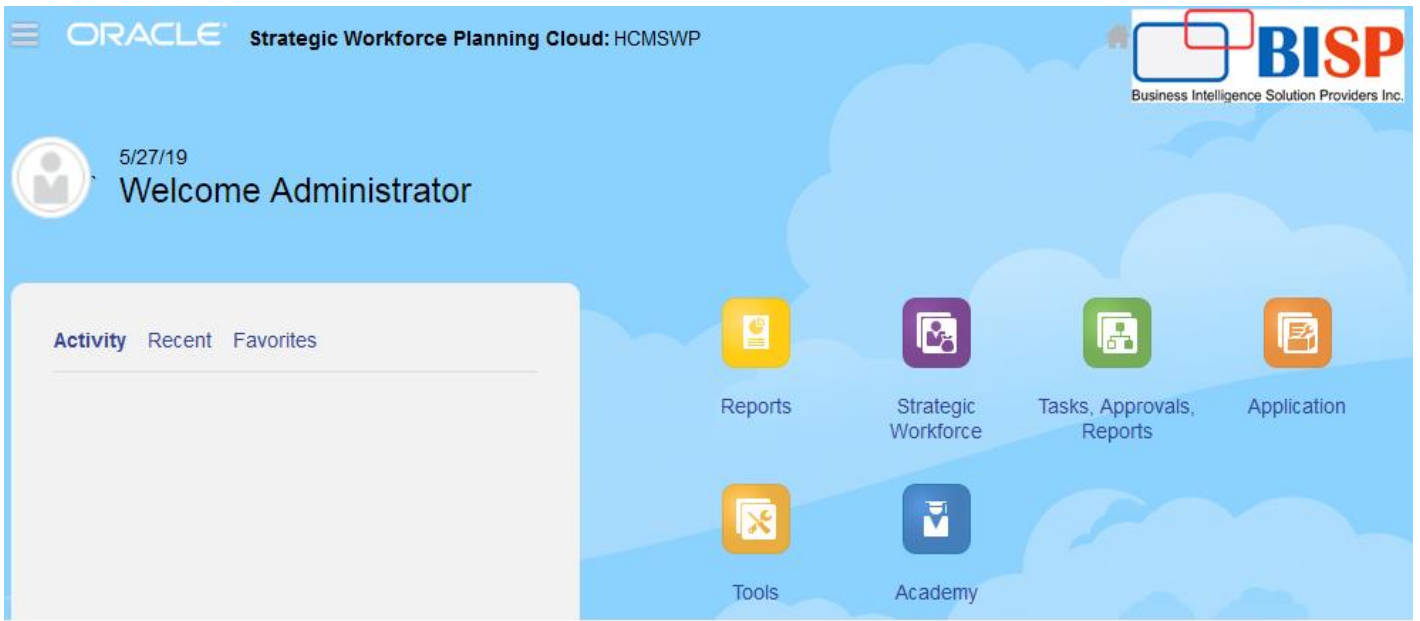 ORACLE Strategic Workforce Planning Cloud: HCMSWP
BISP
Business Intelligence Solution Providers Inc.
5/27/19
Welcome Administrator
Activity Recent Favorites
Reports
Strategic
Workforce
Tasks, Approvals,
Reports
Application
Tools
Academy